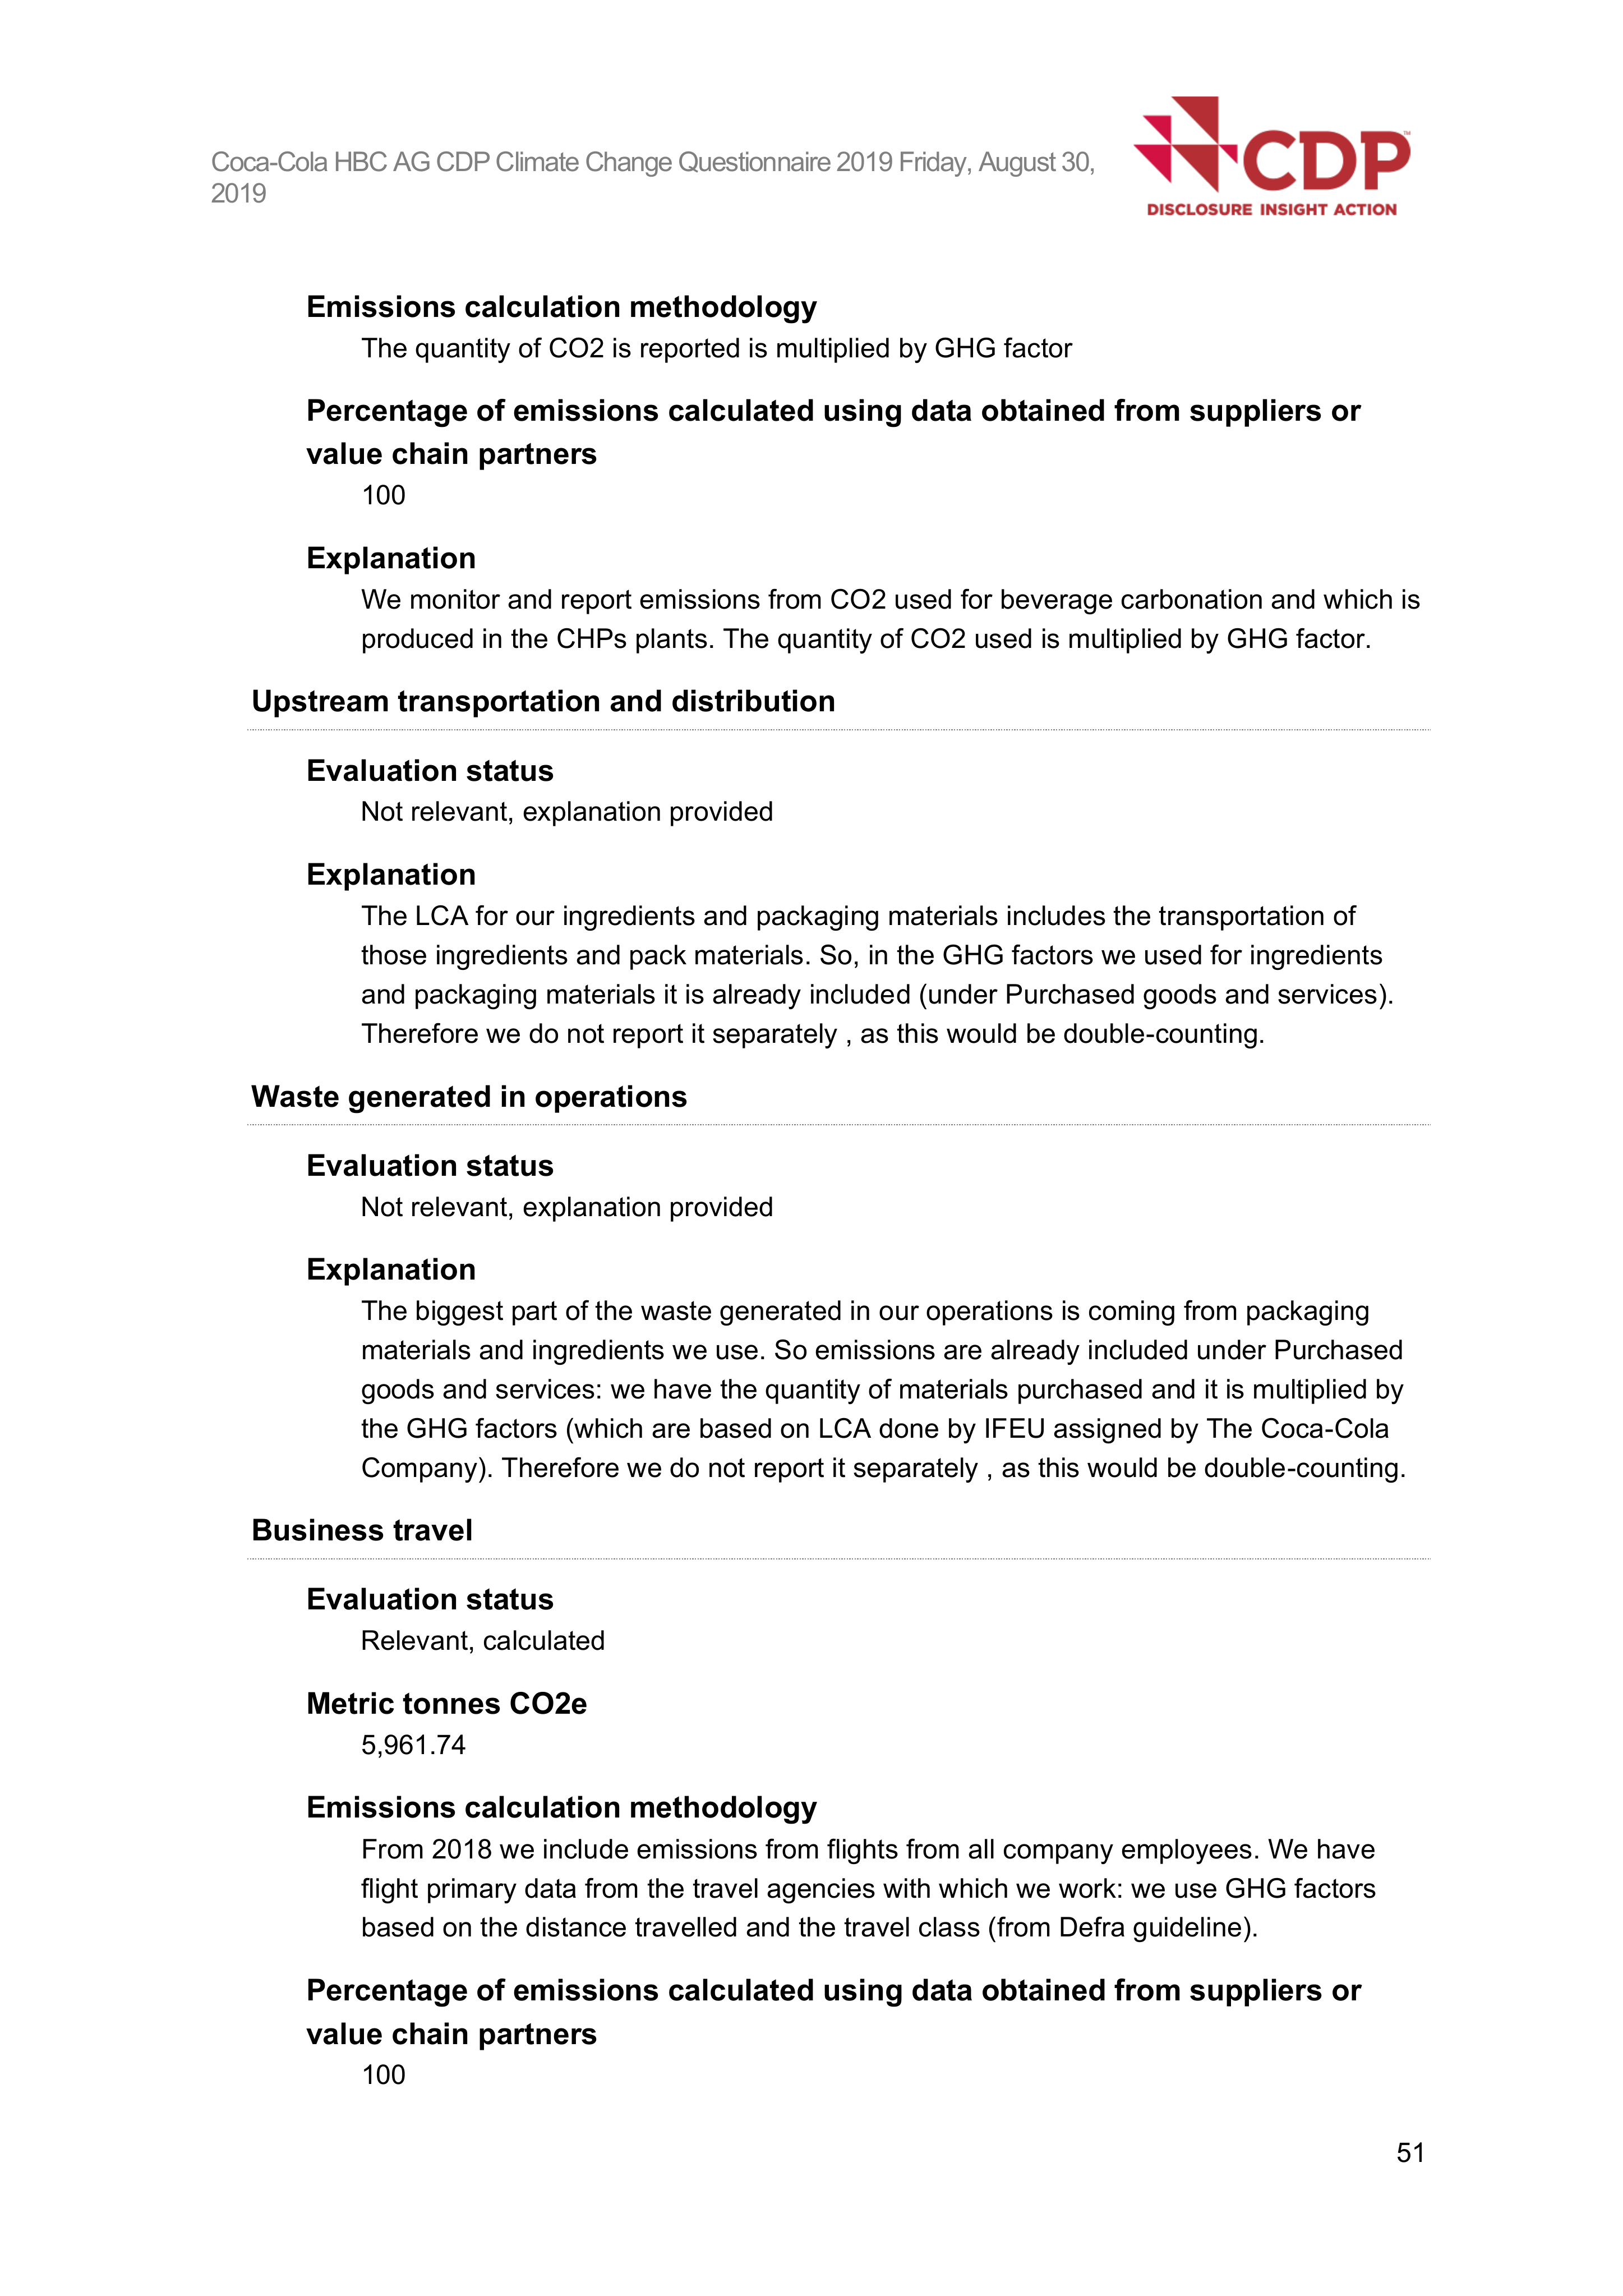 Coca-Cola HBC AG CDP Climate Change Questionnaire 2019 Friday, August 30,
2019
CDP™
DISCLOSURE INSIGHT ACTION
Emissions calculation methodology
The quantity of CO2 is reported is multiplied by GHG factor
Percentage of emissions calculated using data obtained from suppliers or
value chain partners
100
Explanation
We monitor and report emissions from CO2 used for beverage carbonation and which is
produced in the CHPs plants. The quantity of CO2 used is multiplied by GHG factor.
Upstream transportation and distribution
Evaluation status
Not relevant, explanation provided
Explanation
The LCA for our ingredients and packaging materials includes the transportation of
those ingredients and pack materials. So, in the GHG factors we used for ingredients
and packaging materials it is already included (under Purchased goods and services).
Therefore we do not report it separately , as this would be double-counting.
Waste generated in operations
Evaluation status
Not relevant, explanation provided
Explanation
The biggest part of the waste generated in our operations is coming from packaging
materials and ingredients we use. So emissions are already included under Purchased
goods and services: we have the quantity of materials purchased and it is multiplied by
the GHG factors (which are based on LCA done by IFEU assigned by The Coca-Cola
Company). Therefore we do not report it separately , as this would be double-counting.
Business travel
Evaluation status
Relevant, calculated
Metric tonnes CO2e
5,961.74
Emissions calculation methodology
From 2018 we include emissions from flights from all company employees. We have
flight primary data from the travel agencies with which we work: we use GHG factors
based on the distance travelled and the travel class (from Defra guideline).
Percentage of emissions calculated using data obtained from suppliers or
value chain partners
100
51